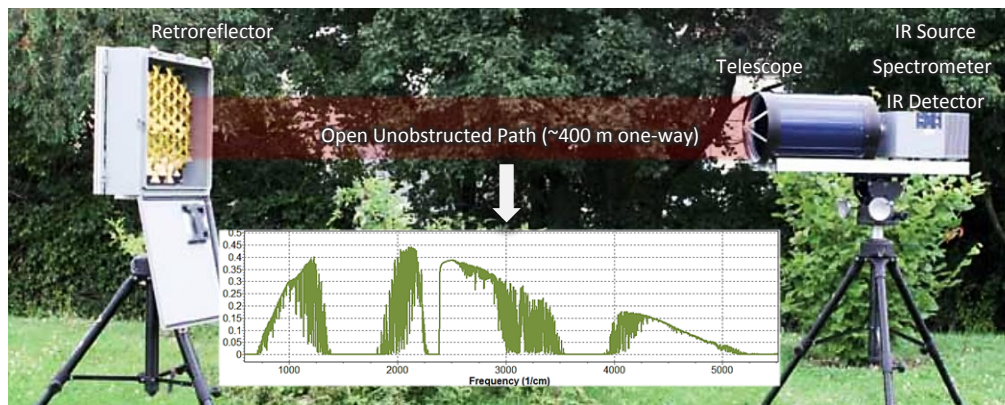 Retroreflector
IR Source
Telescope
Spectrometer
IR Detector
Open Unobstructed Path (~400 m one-way)
0.5
0.45
0.4
0.35
0.3
0.25
0.2
0.15
0.1
0.05
0
1000 2000 3000 4000 5000
Frequency (1/cm)